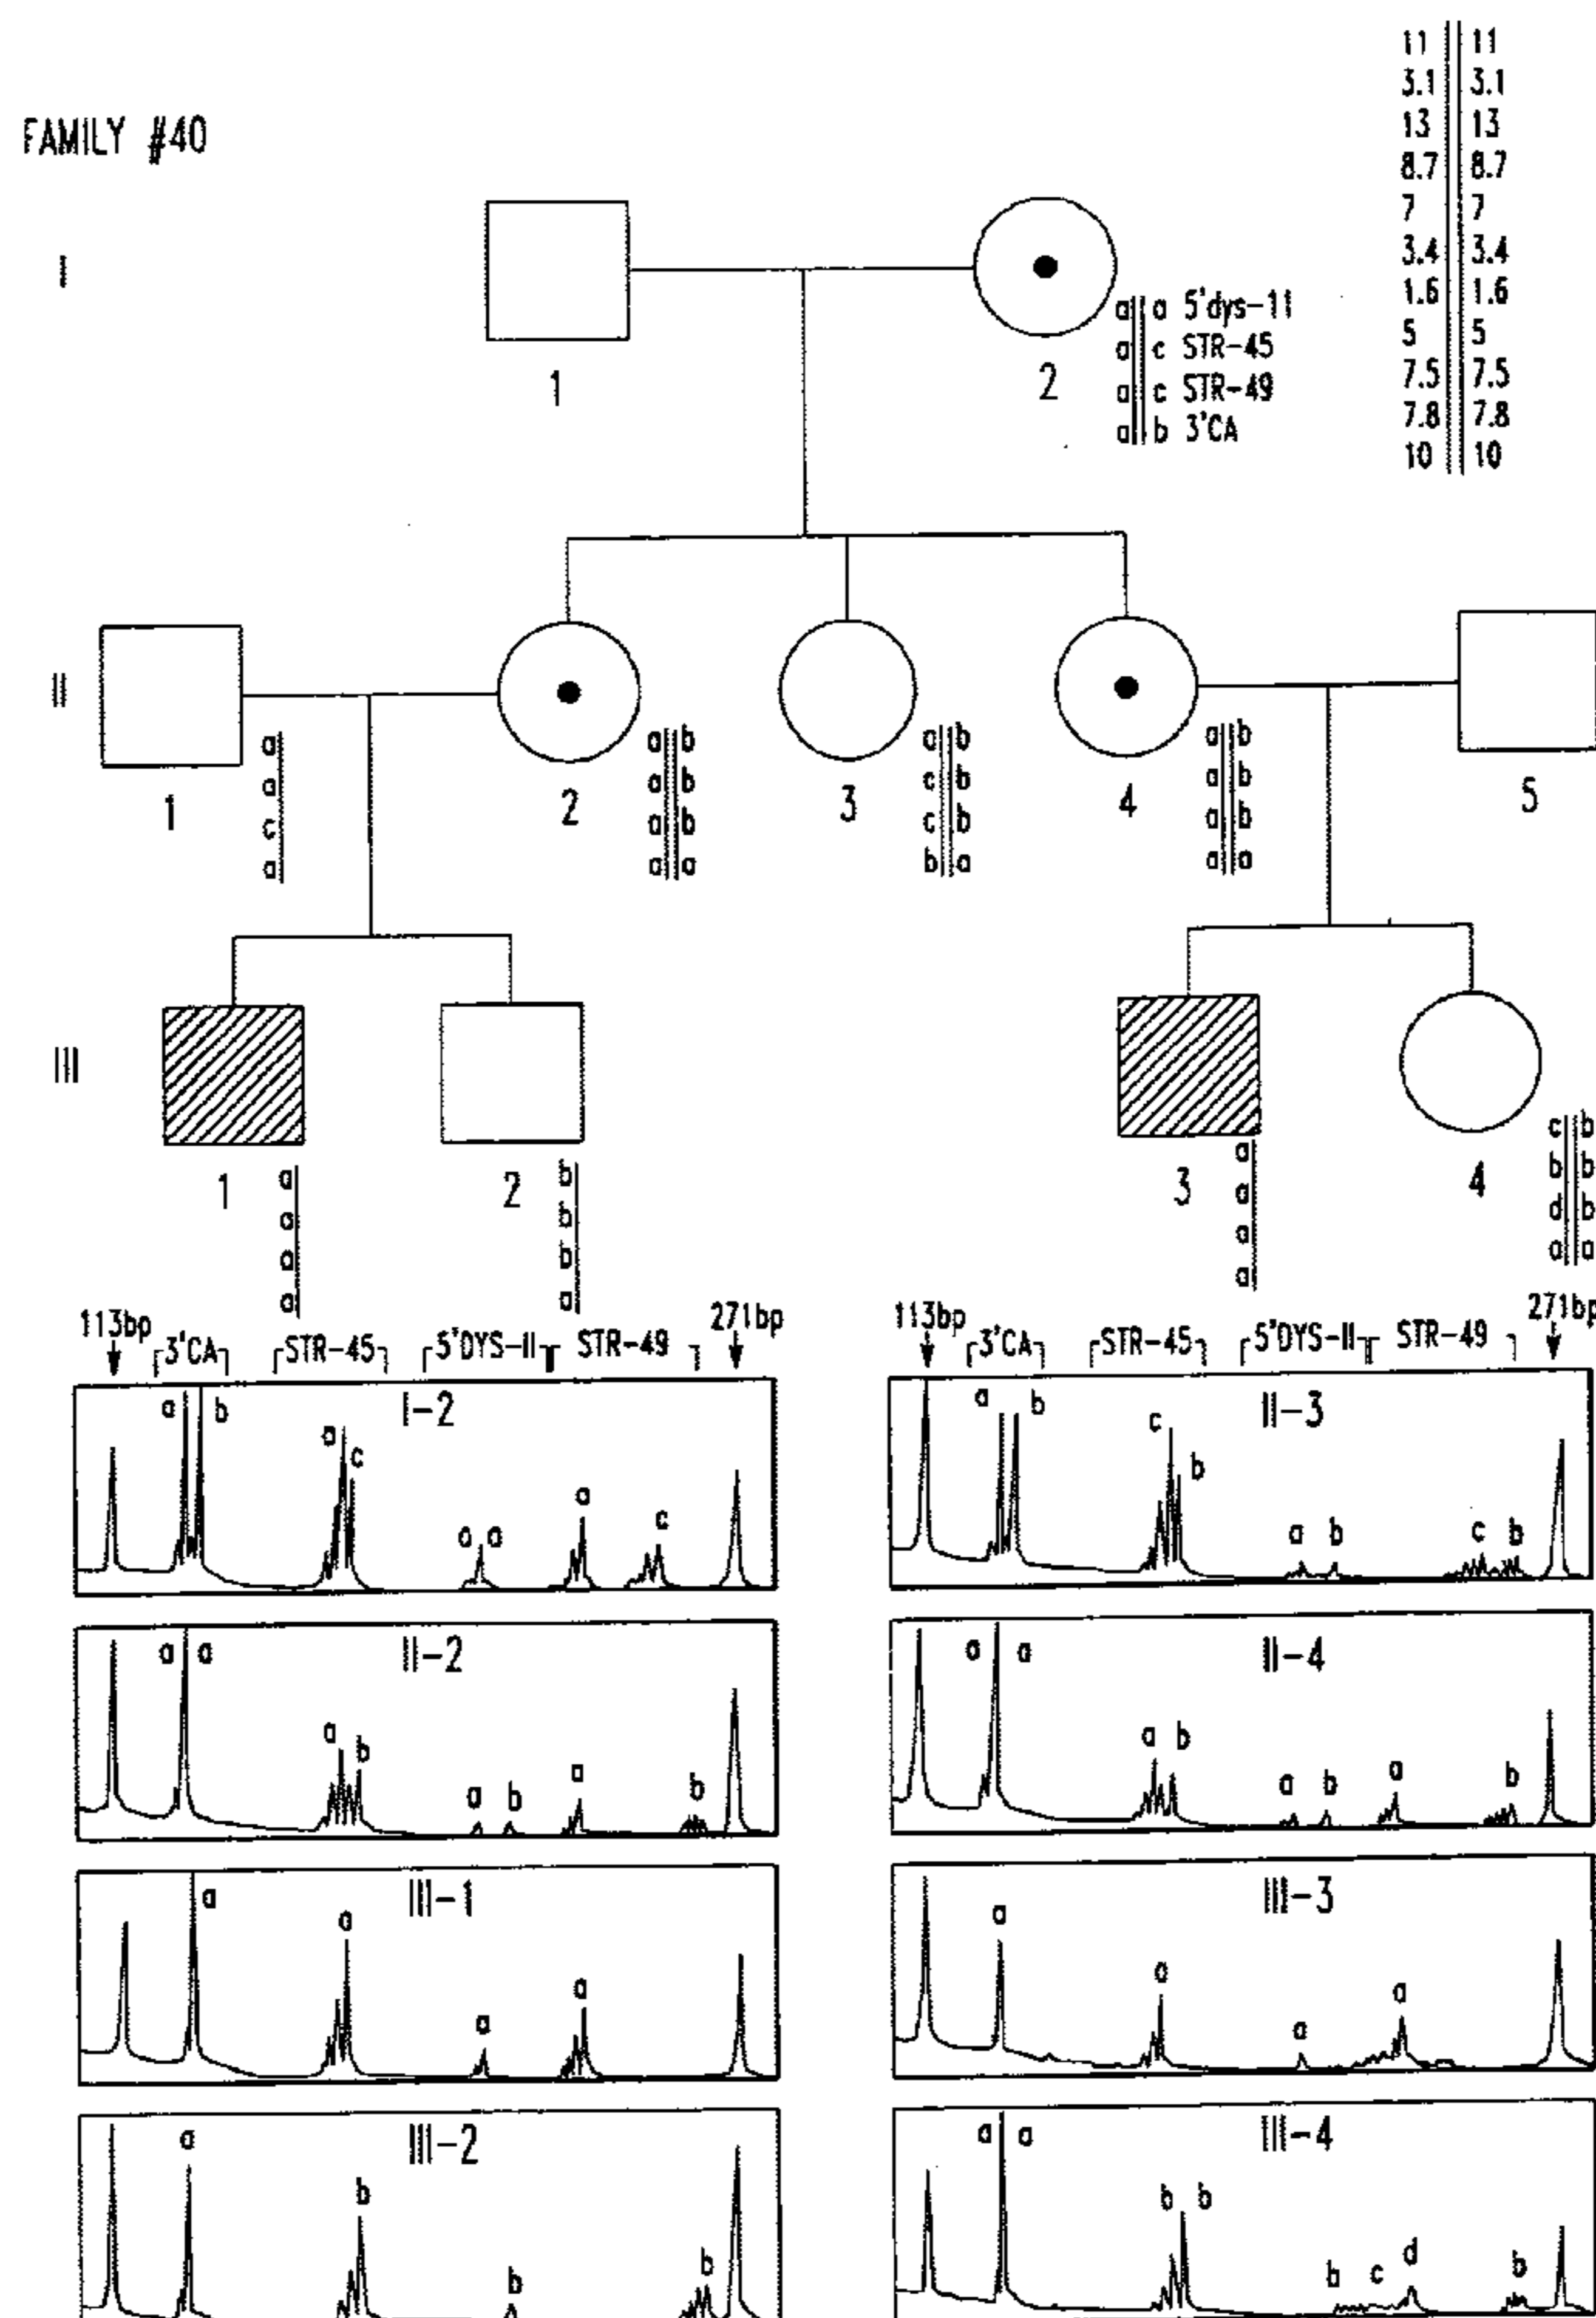 FAMILY #40
11 11
3.1 3.1
13 13
8.7 8.7
7 7
3.4 3.4
1.6 1.6
5 5
7.5 7.5
7.8 7.8
10 10
I
1
2
a a 5'dys-11
a c STR-45
a c STR-49
a b 3'CA
II
1
a
a
c
a
2
a b
a b
a b
a a
3
a b
c b
c b
b a
4
a b
a b
a b
a a
5
III
1
a
a
a
a
2
b
b
b
a
3
a
a
a
a
4
c b
b b
d b
a a
113bp 3'CA STR-45 5'DYS-II STR-49 271bp
I-2
a b a c a a a c
II-2
a a a b a b a b
III-1
a a a a
III-2
a b b b
113bp 3'CA STR-45 5'DYS-II STR-49 271bp
II-3
a b c b a b c b
II-4
a a a b a b a b
III-3
a a a a
III-4
a a b b b c d b